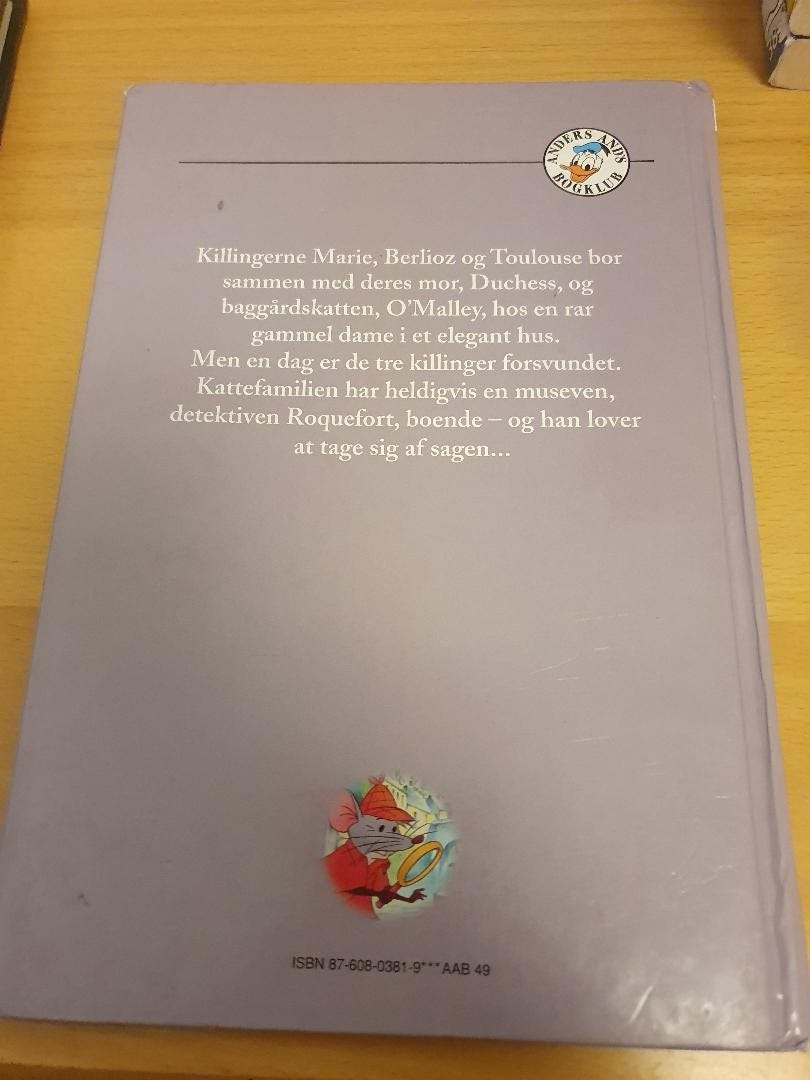 ANDERS ANDS
BOGKLUB
Killingerne Marie, Berlioz og Toulouse bor
sammen med deres mor, Duchess, og
baggårdskatten, O'Malley, hos en rar
gammel dame i et elegant hus.
Men en dag er de tre killinger forsvundet.
Kattefamilien har heldigvis en museven,
detektiven Roquefort, boende – og han lover
at tage sig af sagen...
ISBN 87-608-0381-9***AAB 49